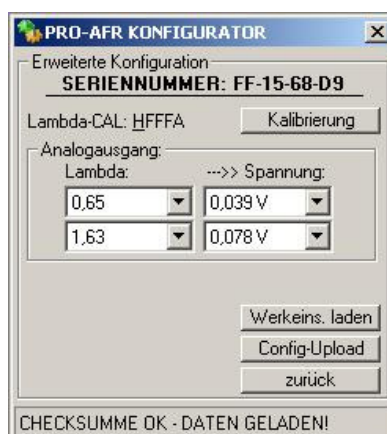 PRO-AFR KONFIGURATOR
Erweiterte Konfiguration
SERIENNUMMER: FF-15-68-D9
Lambda-CAL: HFFFA Kalibrierung
Analogausgang:
Lambda: --->> Spannung:
0,65 0,039 V
1,63 0,078 V
Werkeins. laden
Config-Upload
zurück
CHECKSUMME OK - DATEN GELADEN!